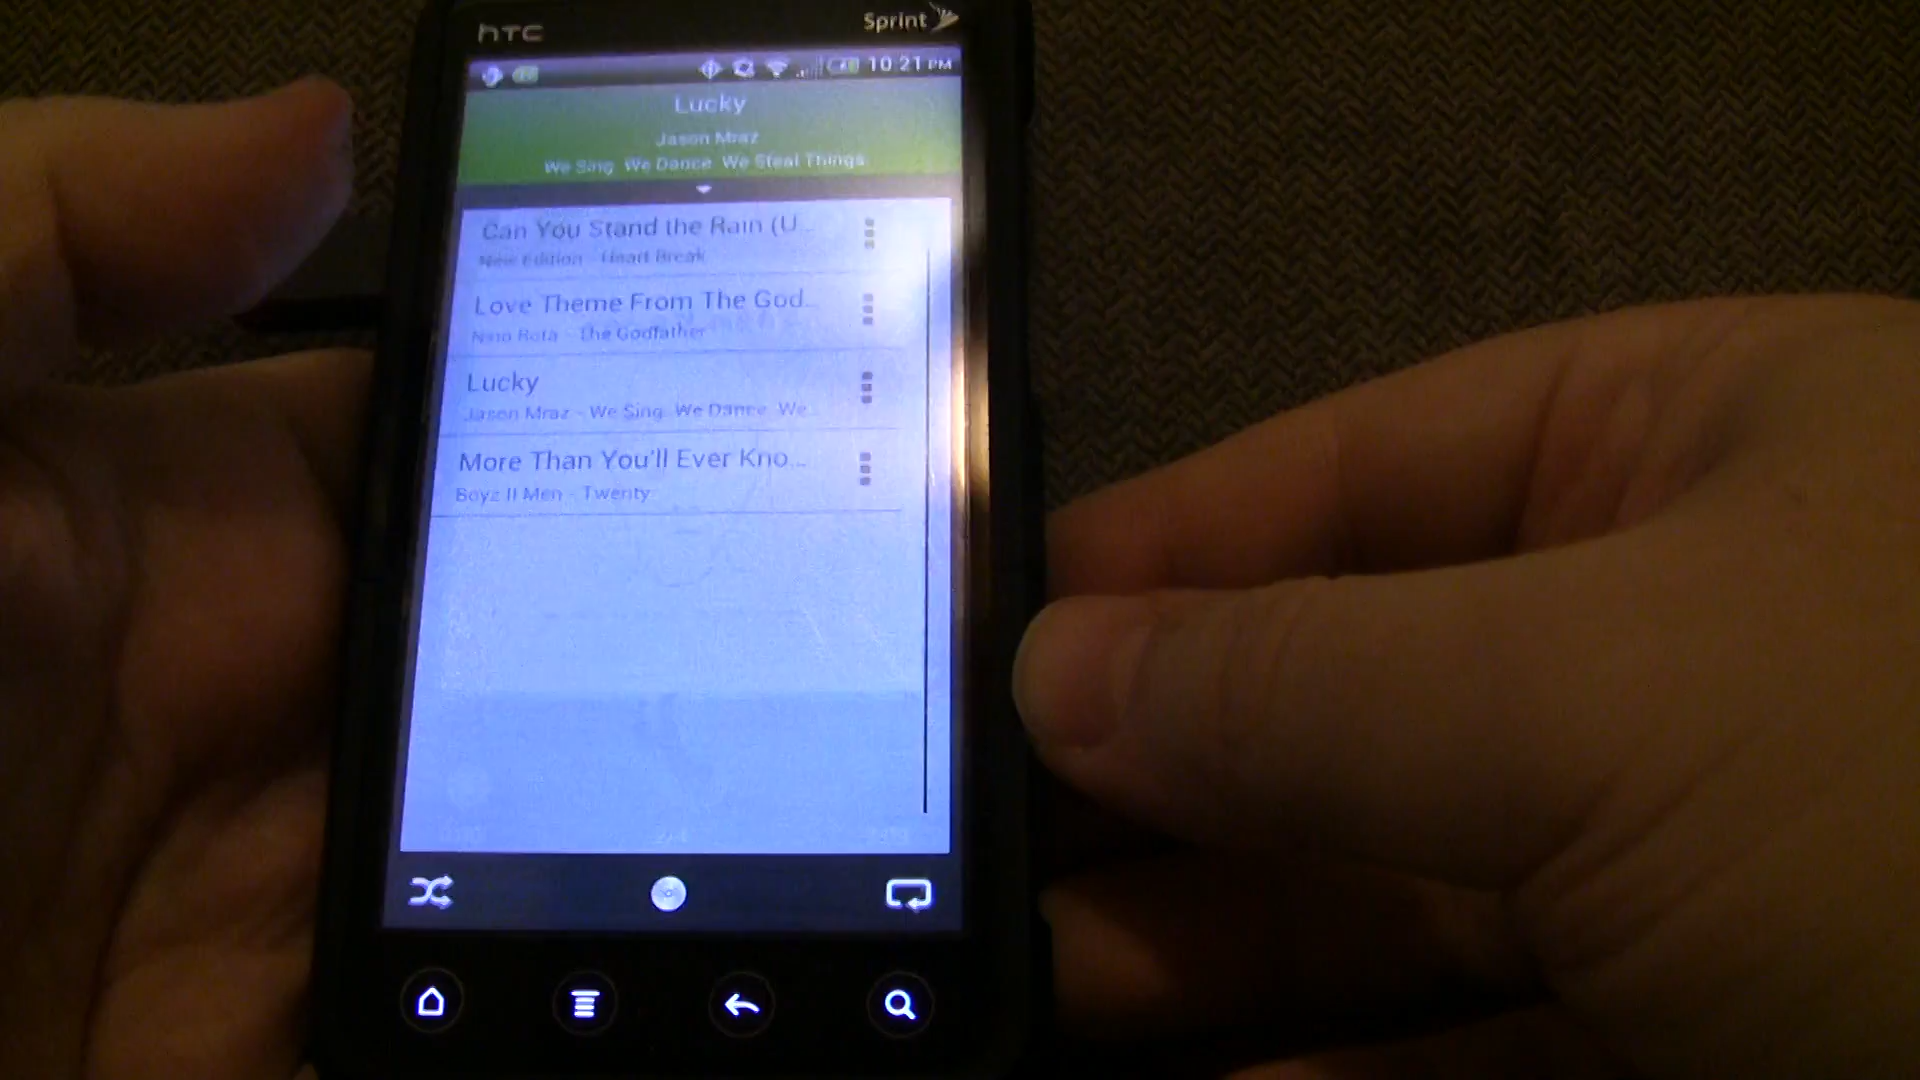 hTC
Sprint
10:21 PM
Lucky
Jason Mraz
We Sing. We Dance. We Steal Things.
Can You Stand the Rain (U...
New Edition - Heart Break
Love Theme From The God...
Nino Rota - The Godfather
Lucky
Jason Mraz - We Sing. We Dance. We...
More Than You'll Ever Kno...
Boyz II Men - Twenty